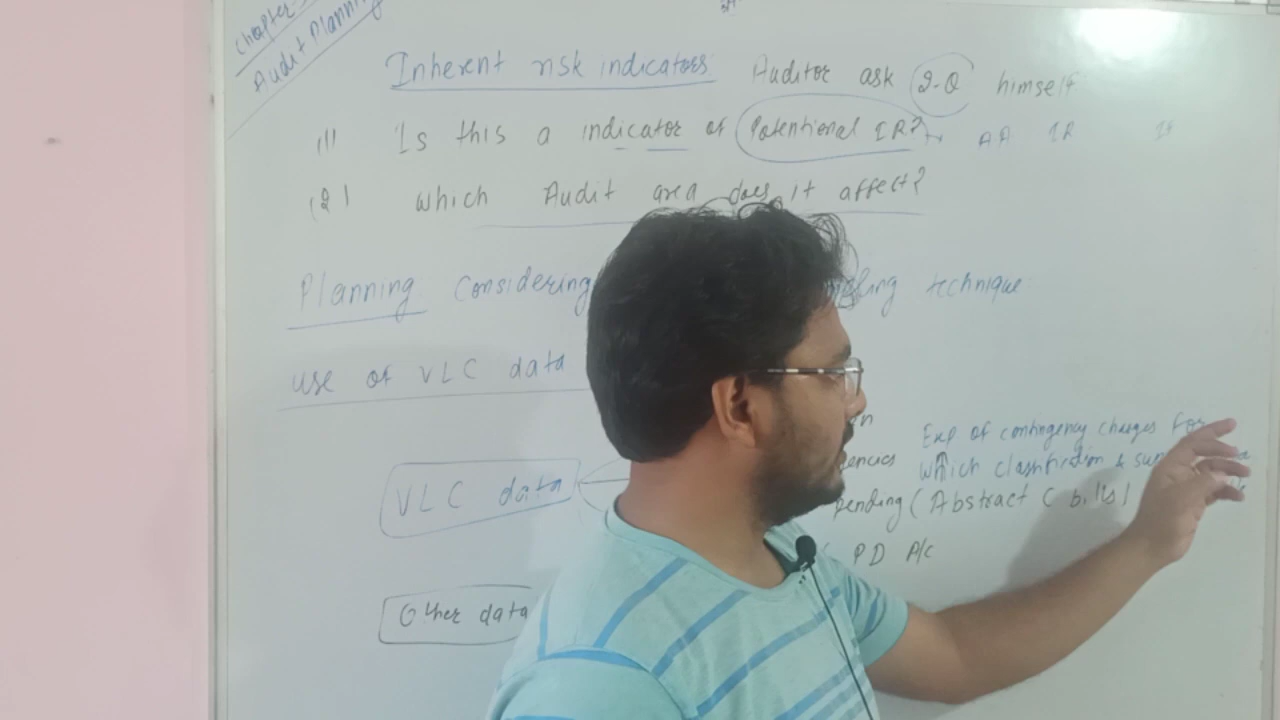 Chapter-
Audit Planning
Inherent risk indicators Auditor ask 2-Q himself
(1) Is this a indicator of Potentional IR? AA IR IF
(2) which Audit area does it affect?
Planning Considering technique
use of VLC data
Exp of contingency charges for
VLC data which classification &
pending (Abstract C bills)
PD A/c
Other data